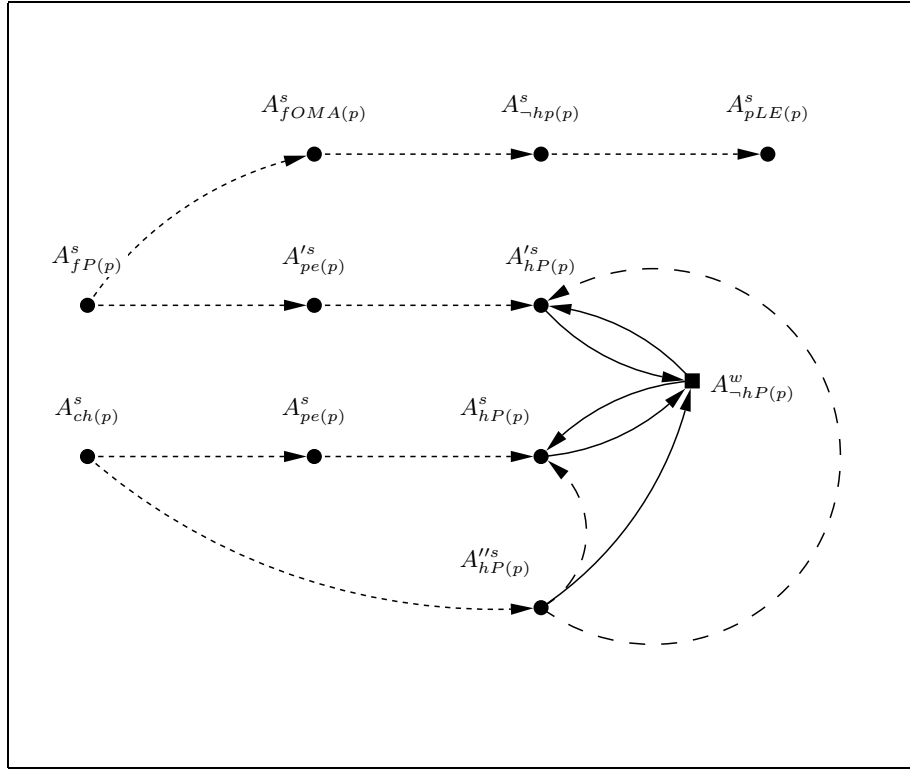 A^s_{fOMA(p)} A^s_{¬hp(p)} A^s_{pLE(p)}
A^s_{fP(p)} A'^s_{pe(p)} A'^s_{hP(p)}
A^w_{¬hP(p)}
A^s_{ch(p)} A^s_{pe(p)} A^s_{hP(p)}
A''^s_{hP(p)}